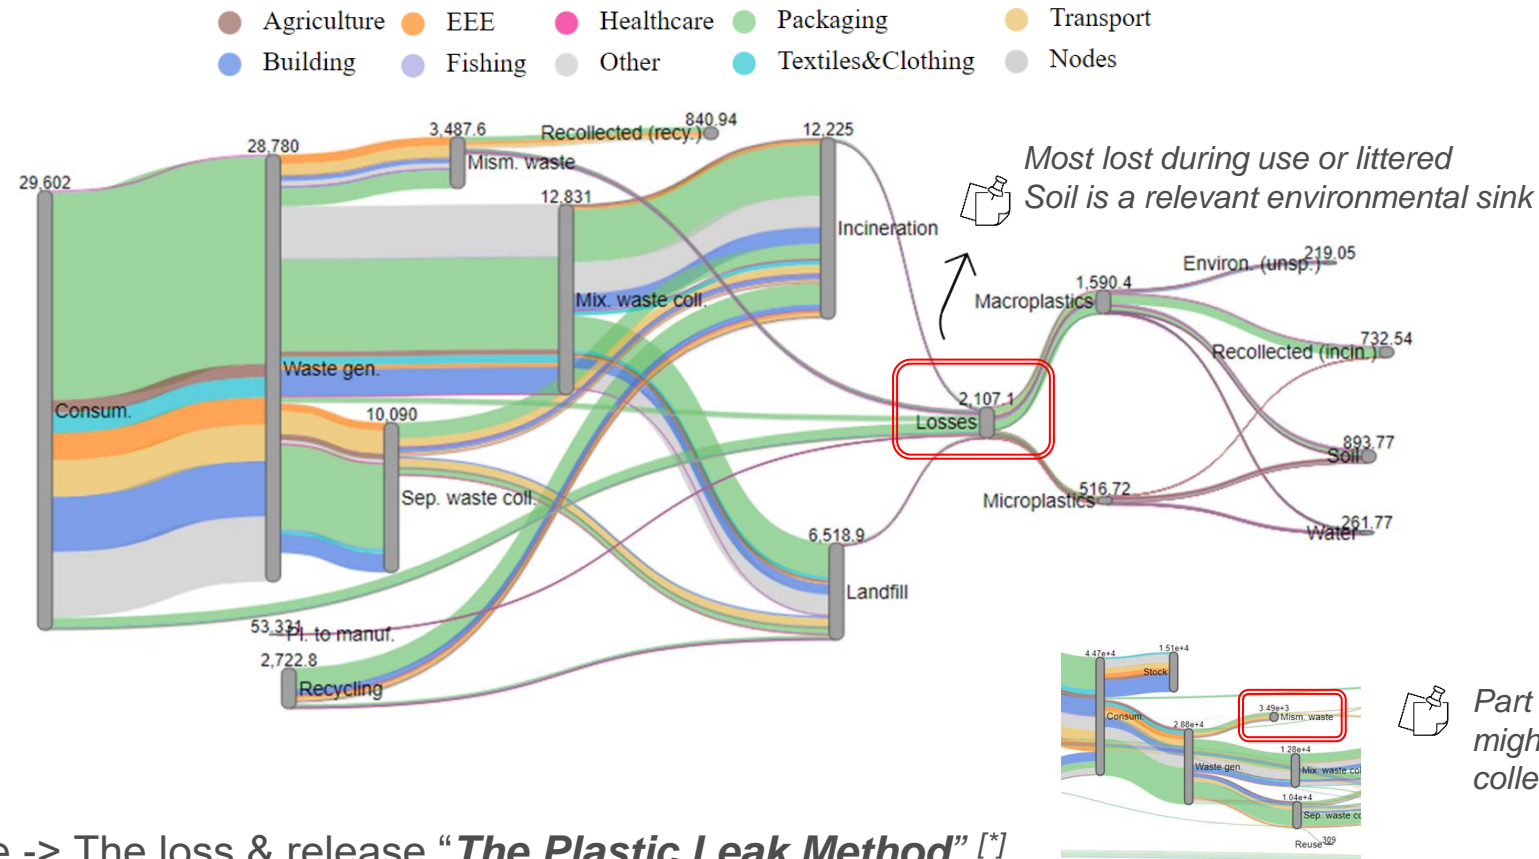 Agriculture EEE Healthcare Packaging Transport
Building Fishing Other Textiles&Clothing Nodes
29,602
Consum.
28,780
Waste gen.
3,487.6
Mism. waste
Recollected (recy.)
840.94
12,831
Mix. waste coll.
10,090
Sep. waste coll.
53,331
Pl. to manuf.
2,722.8
Recycling
12,225
Incineration
6,518.9
Landfill
2,107.1
Losses
Most lost during use or littered
Soil is a relevant environmental sink
1,590.4
Macroplastics
516.72
Microplastics
Environ. (unsp.)
219.05
732.54
Recollected (incin.)
893.77
Soil
261.77
Water
4.47e+4
Consum.
1.51e+4
Stock
2.88e+4
Waste gen.
3.49e+3
Mism. waste
1.28e+4
Mix. waste co
1.04e+4
Sep. waste co
Reuse
309
Part
migh
colle
e -> The loss & release “The Plastic Leak Method” [*]